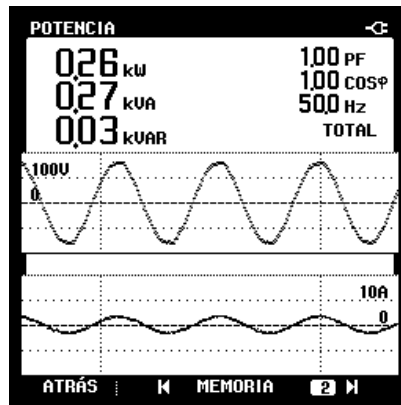 POTENCIA
0,26 kW
0,27 kVA
0,03 kVAR
1,00 PF
1,00 COSφ
50,0 Hz
TOTAL
100V
0
10A
0
ATRÁS
MEMORIA
2